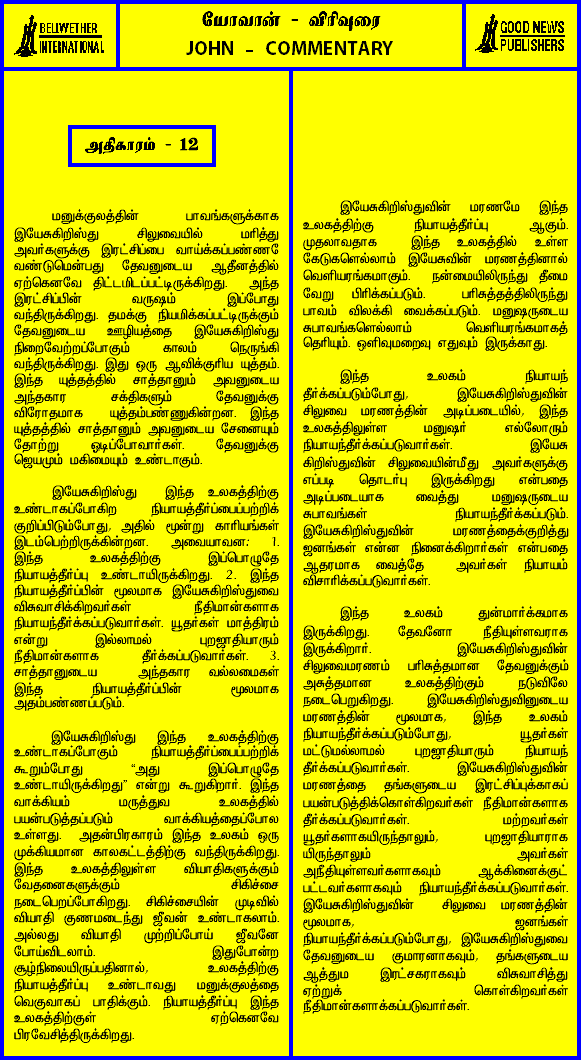 BELWETHER
INTERNATIONAL
யோவான் - விரிவுரை
JOHN - COMMENTARY
GOOD NEWS
PUBLISHERS
அதிகாரம் - 12
மனுக்குலத்தின் பாவங்களுக்காக
இயேசுகிறிஸ்து சிலுவையில் மரித்து
அவர்களுக்கு இரட்சிப்பை வாய்க்கப்பண்ணவே
வண்டுமென்பது தேவனுடைய ஆதீனத்தில்
ஏற்கெனவே திட்டமிடப்பட்டிருக்கிறது. அந்த
இரட்சிப்பின் வருஷம் இப்போது
வந்திருக்கிறது. தமக்கு நியமிக்கப்பட்டிருக்கும்
தேவனுடைய ஊழியத்தை இயேசுகிறிஸ்து
நிறைவேற்றப்போகும் காலம் நெருங்கி
வந்திருக்கிறது. இது ஒரு ஆவிக்குரிய யுத்தம்.
இந்த யுத்தத்தில் சாத்தானும் அவனுடைய
அந்தகார சக்திகளும் தேவனுக்கு
விரோதமாக யுத்தம்பண்ணுகின்றன. இந்த
யுத்தத்தில் சாத்தானும் அவனுடைய சேனையும்
தோற்று ஓடிப்போவார்கள். தேவனுக்கு
ஜெயமும் மகிமையும் உண்டாகும்.
இயேசுகிறிஸ்து இந்த உலகத்திற்கு
உண்டாகப்போகிற நியாயத்தீர்ப்பைப்பற்றிக்
குறிப்பிடும்போது, அதில் மூன்று காரியங்கள்
இடம்பெற்றிருக்கின்றன. அவையாவன: 1.
இந்த உலகத்திற்கு இப்பொழுதே
நியாயத்தீர்ப்பு உண்டாயிருக்கிறது. 2. இந்த
நியாயத்தீர்ப்பின் மூலமாக இயேசுகிறிஸ்துவை
விசுவாசிக்கிறவர்கள் நீதிமான்களாக
நியாயந்தீர்க்கப்படுவார்கள். யூதர்கள் மாத்திரம்
என்று இல்லாமல் புறஜாதியாரும்
நீதிமான்களாக தீர்க்கப்படுவார்கள். 3.
சாத்தானுடைய அந்தகார வல்லமைகள்
இந்த நியாயத்தீர்ப்பின் மூலமாக
அதம்பண்ணப்படும்.
இயேசுகிறிஸ்து இந்த உலகத்திற்கு
உண்டாகப்போகும் நியாயத்தீர்ப்பைப்பற்றிக்
கூறும்போது “அது இப்பொழுதே
உண்டாயிருக்கிறது” என்று கூறுகிறார். இந்த
வாக்கியம் மருத்துவ உலகத்தில்
பயன்படுத்தப்படும் வாக்கியத்தைப்போல
உள்ளது. அதன்பிரகாரம் இந்த உலகம் ஒரு
முக்கியமான காலகட்டத்திற்கு வந்திருக்கிறது.
இந்த உலகத்திலுள்ள வியாதிகளுக்கும்
வேதனைகளுக்கும் சிகிச்சை
நடைபெறப்போகிறது. சிகிச்சையின் முடிவில்
வியாதி குணமடைந்து ஜீவன் உண்டாகலாம்.
அல்லது வியாதி முற்றிப்போய் ஜீவனே
போய்விடலாம். இதுபோன்ற
சூழ்நிலையிருப்பதினால், உலகத்திற்கு
நியாயத்தீர்ப்பு உண்டாவது மனுக்குலத்தை
வெகுவாகப் பாதிக்கும். நியாயத்தீர்ப்பு இந்த
உலகத்திற்குள் ஏற்கெனவே
பிரவேசித்திருக்கிறது.
இயேசுகிறிஸ்துவின் மரணமே இந்த
உலகத்திற்கு நியாயத்தீர்ப்பு ஆகும்.
முதலாவதாக இந்த உலகத்தில் உள்ள
கேடுகளெல்லாம் இயேசுவின் மரணத்தினால்
வெளியரங்கமாகும். நன்மையிலிருந்து தீமை
வேறு பிரிக்கப்படும். பரிசுத்தத்திலிருந்து
பாவம் விலக்கி வைக்கப்படும். மனுஷருடைய
சுபாவங்களெல்லாம் வெளியரங்கமாகத்
தெரியும். ஒளிவுமறைவு எதுவும் இருக்காது.
இந்த உலகம் நியாயந்
தீர்க்கப்படும்போது, இயேசுகிறிஸ்துவின்
சிலுவை மரணத்தின் அடிப்படையில், இந்த
உலகத்திலுள்ள மனுஷர் எல்லோரும்
நியாயந்தீர்க்கப்படுவார்கள். இயேசு
கிறிஸ்துவின் சிலுவையின்மீது அவர்களுக்கு
எப்படி தொடர்பு இருக்கிறது என்பதை
அடிப்படையாக வைத்து மனுஷருடைய
சுபாவங்கள் நியாயந்தீர்க்கப்படும்.
இயேசுகிறிஸ்துவின் மரணத்தைக்குறித்து
ஜனங்கள் என்ன நினைக்கிறார்கள் என்பதை
ஆதரமாக வைத்தே அவர்கள் நியாயம்
விசாரிக்கப்படுவார்கள்.
இந்த உலகம் துன்மார்க்கமாக
இருக்கிறது. தேவனோ நீதியுள்ளவராக
இருக்கிறார். இயேசுகிறிஸ்துவின்
சிலுவைமரணம் பரிசுத்தமான தேவனுக்கும்
அசுத்தமான உலகத்திற்கும் நடுவிலே
நடைபெறுகிறது. இயேசுகிறிஸ்துவினுடைய
மரணத்தின் மூலமாக, இந்த உலகம்
நியாயந்தீர்க்கப்படும்போது, யூதர்கள்
மட்டுமல்லாமல் புறஜாதியாரும் நியாயந்
தீர்க்கப்படுவார்கள். இயேசுகிறிஸ்துவின்
மரணத்தை தங்களுடைய இரட்சிப்புக்காகப்
பயன்படுத்திக்கொள்கிறவர்கள் நீதிமான்களாக
தீர்க்கப்படுவார்கள். மற்றவர்கள்
யூதர்களாகயிருந்தாலும், புறஜாதியாராக
யிருந்தாலும் அவர்கள்
அநீதியுள்ளவர்களாகவும் ஆக்கினைக்குட்
பட்டவர்களாகவும் நியாயந்தீர்க்கப்படுவார்கள்.
இயேசுகிறிஸ்துவின் சிலுவை மரணத்தின்
மூலமாக, ஜனங்கள்
நியாயந்தீர்க்கப்படும்போது, இயேசுகிறிஸ்துவை
தேவனுடைய குமாரனாகவும், தங்களுடைய
ஆத்தும இரட்சகராகவும் விசுவாசித்து
ஏற்றுக் கொள்கிறவர்கள்
நீதிமான்களாக்கப்படுவார்கள்.